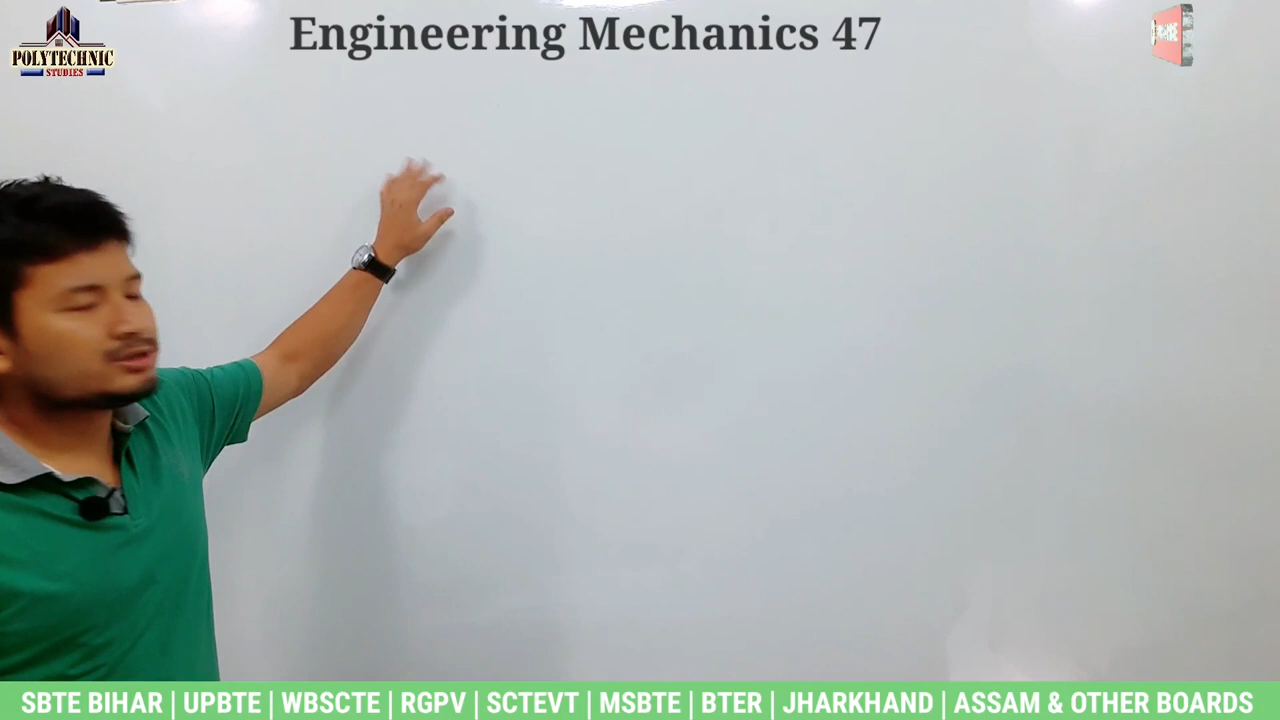 Engineering Mechanics 47
POLYTECHNIC
STUDIES
SBTE BIHAR | UPBTE | WBSCTE | RGPV | SCTEVT | MSBTE | BTER | JHARKHAND | ASSAM & OTHER BOARDS